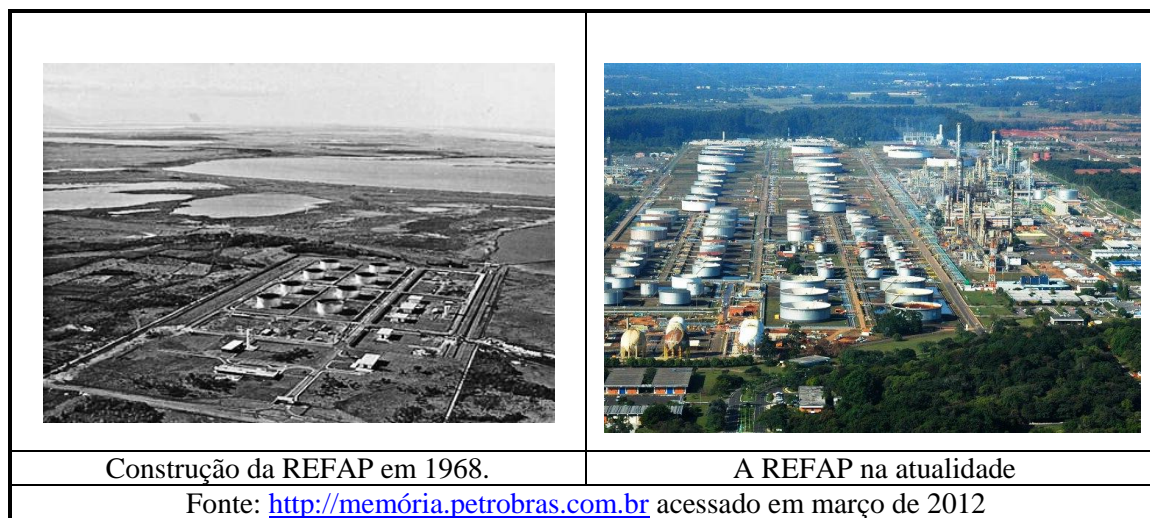 Construção da REFAP em 1968.
A REFAP na atualidade
Fonte: http://memória.petrobras.com.br acessado em março de 2012